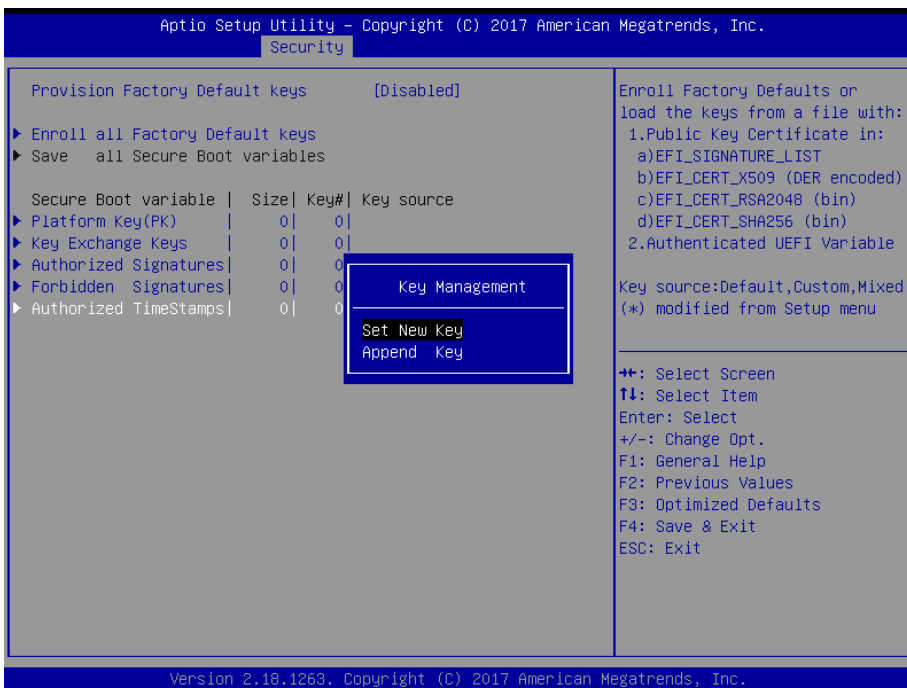 Aptio Setup Utility – Copyright (C) 2017 American Megatrends, Inc.
Security
Provision Factory Default keys [Disabled]
Enroll all Factory Default keys
Save all Secure Boot variables
Secure Boot variable | Size| Key#| Key source
Platform Key(PK) | 0| 0|
Key Exchange Keys | 0| 0|
Authorized Signatures| 0| 0
Forbidden Signatures| 0| 0
Authorized TimeStamps| 0| 0
Key Management
Set New Key
Append Key
Enroll Factory Defaults or
load the keys from a file with:
1.Public Key Certificate in:
a)EFI_SIGNATURE_LIST
b)EFI_CERT_X509 (DER encoded)
c)EFI_CERT_RSA2048 (bin)
d)EFI_CERT_SHA256 (bin)
2.Authenticated UEFI Variable
Key source:Default,Custom,Mixed
(*) modified from Setup menu
→←: Select Screen
↑↓: Select Item
Enter: Select
+/-: Change Opt.
F1: General Help
F2: Previous Values
F3: Optimized Defaults
F4: Save & Exit
ESC: Exit
Version 2.18.1263. Copyright (C) 2017 American Megatrends, Inc.